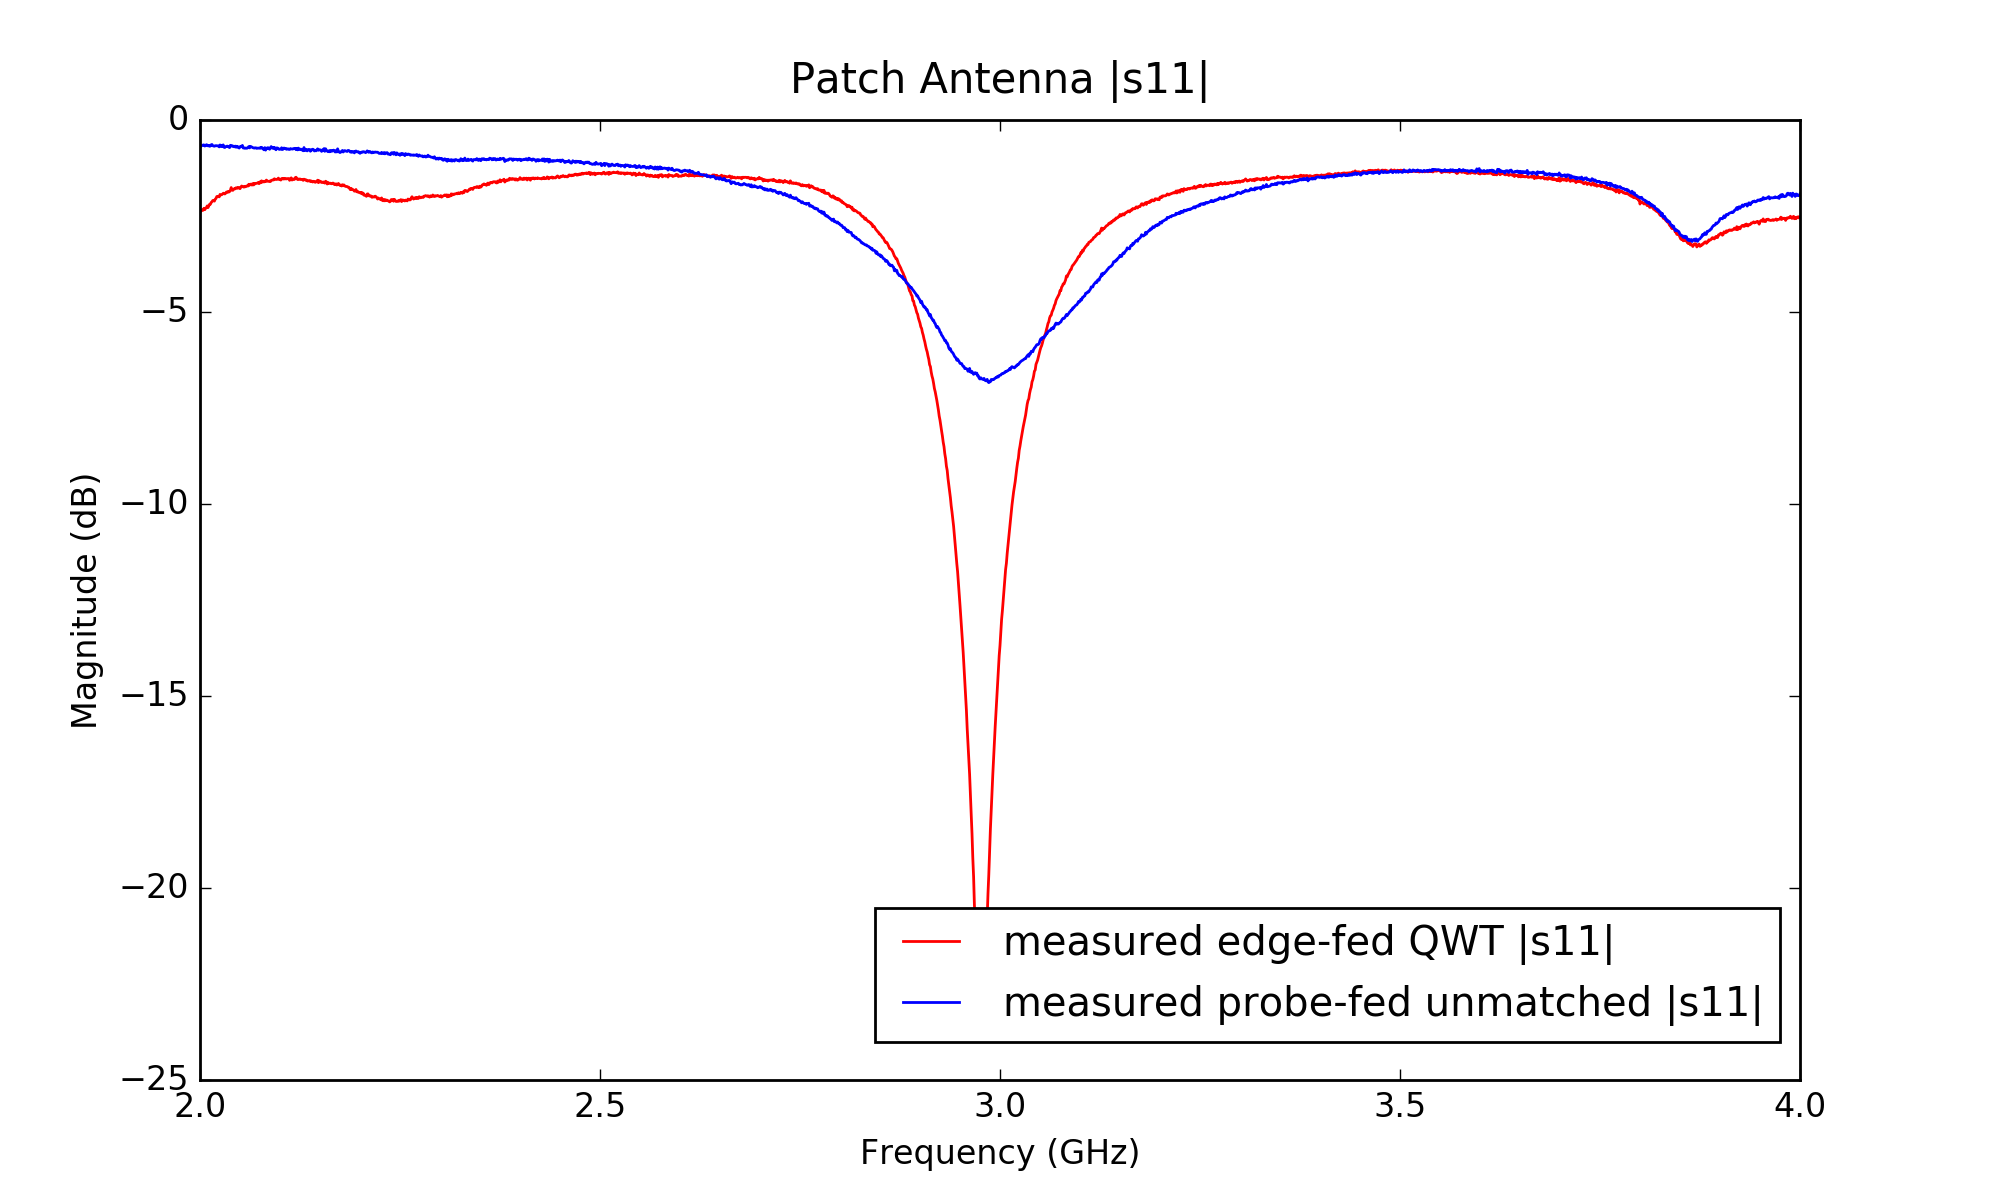 Patch Antenna |s11|
0
−5
−10
−15
−20
−25
Magnitude (dB)
measured edge-fed QWT |s11|
measured probe-fed unmatched |s11|
2.0 2.5 3.0 3.5 4.0
Frequency (GHz)